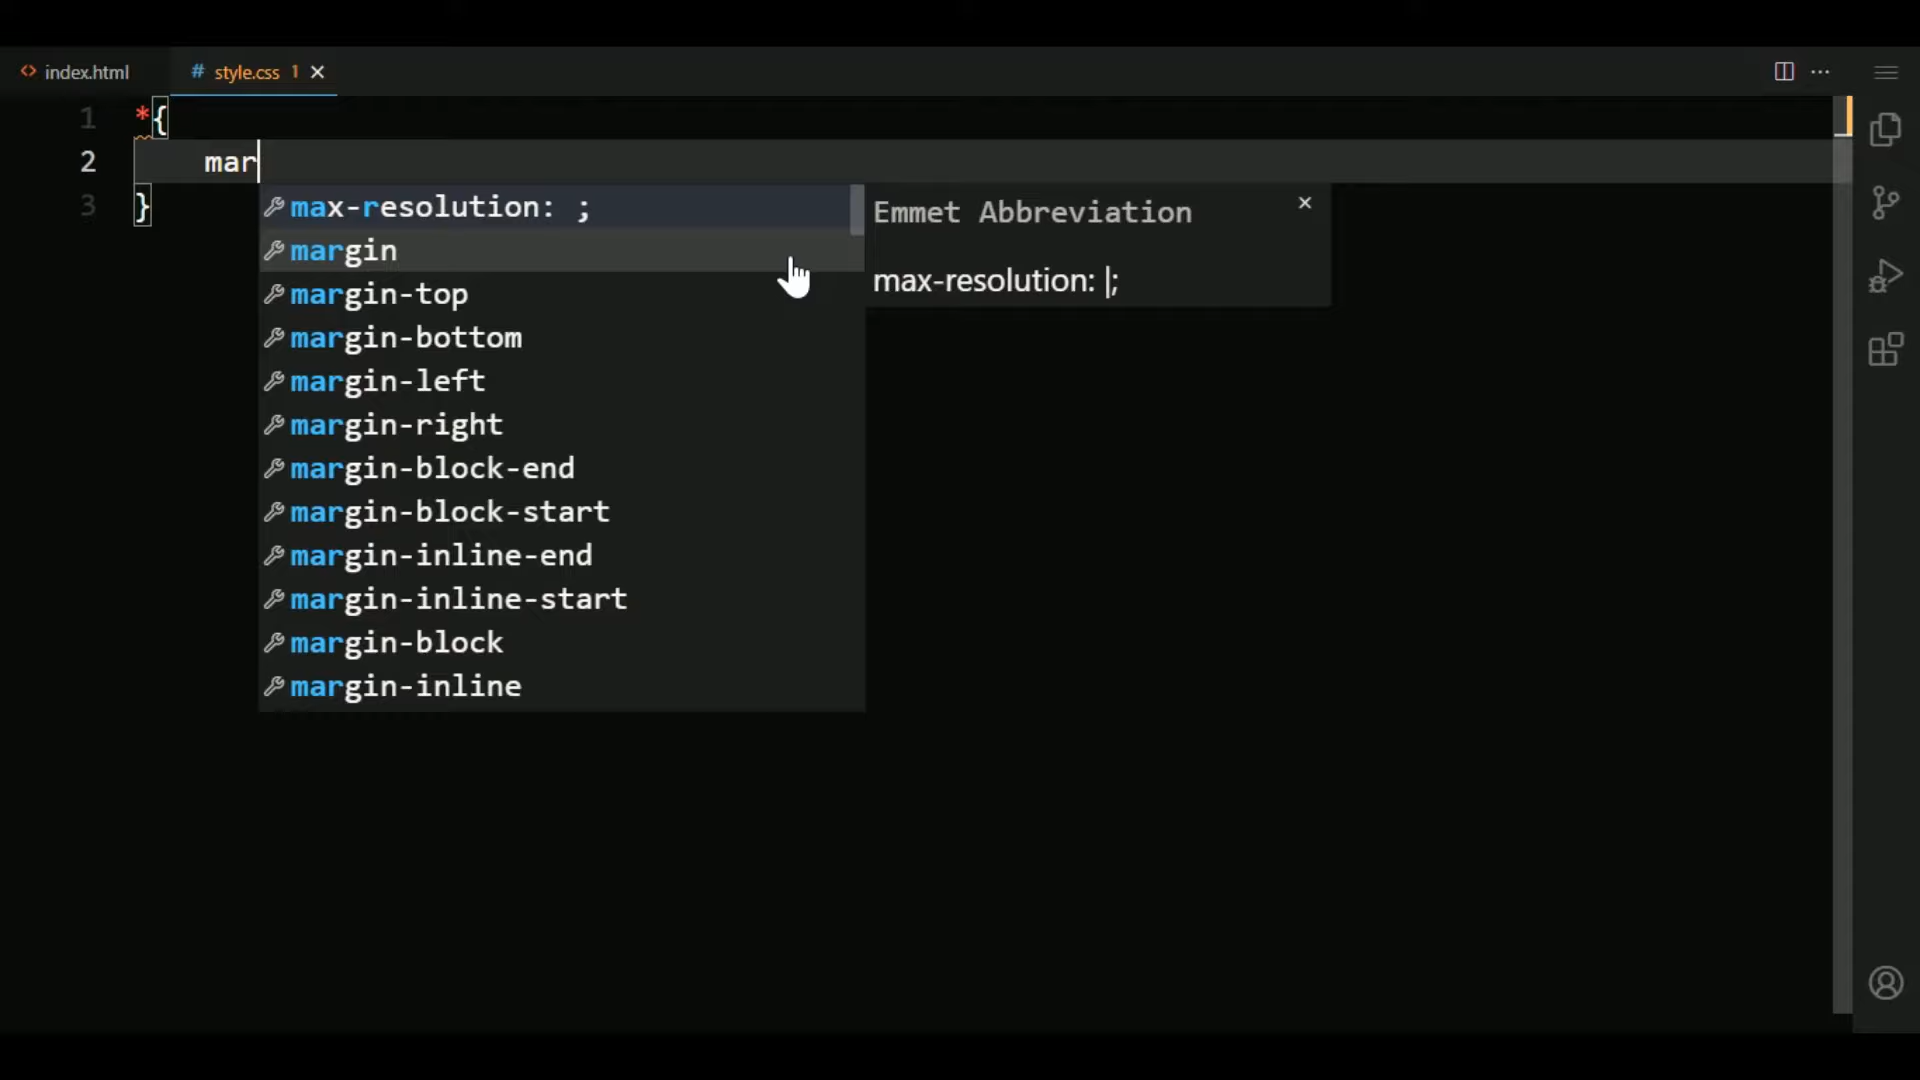 index.html
style.css 1
1 *{
2 mar
3 }
max-resolution: ;
margin
margin-top
margin-bottom
margin-left
margin-right
margin-block-end
margin-block-start
margin-inline-end
margin-inline-start
margin-block
margin-inline
Emmet Abbreviation
max-resolution: |;